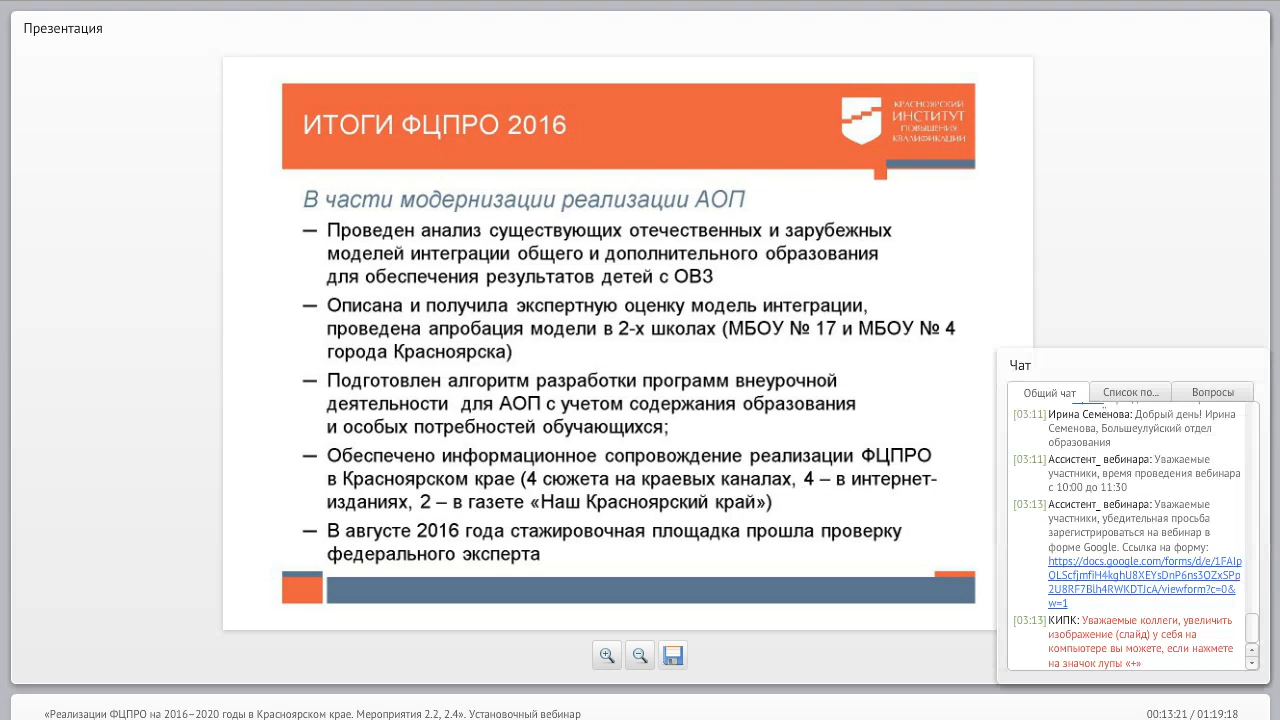 Презентация
ИТОГИ ФЦПРО 2016
КРАСНОЯРСКИЙ
ИНСТИТУТ
ПОВЫШЕНИЯ
КВАЛИФИКАЦИИ
В части модернизации реализации АОП
— Проведен анализ существующих отечественных и зарубежных
моделей интеграции общего и дополнительного образования
для обеспечения результатов детей с ОВЗ
— Описана и получила экспертную оценку модель интеграции,
проведена апробация модели в 2-х школах (МБОУ № 17 и МБОУ № 4
города Красноярска)
— Подготовлен алгоритм разработки программ внеурочной
деятельности для АОП с учетом содержания образования
и особых потребностей обучающихся;
— Обеспечено информационное сопровождение реализации ФЦПРО
в Красноярском крае (4 сюжета на краевых каналах, 4 – в интернет-
изданиях, 2 – в газете «Наш Красноярский край»)
— В августе 2016 года стажировочная площадка прошла проверку
федерального эксперта
Чат
Общий чат Список по... Вопросы
[03:11] Ирина Семёнова: Добрый день! Ирина
Семенова, Большеулуйский отдел
образования
[03:11] Ассистент_ вебинара: Уважаемые
участники, время проведения вебинара
с 10:00 до 11:30
[03:13] Ассистент_ вебинара: Уважаемые
участники, убедительная просьба
зарегистрироваться на вебинар в
форме Google. Ссылка на форму:
https://docs.google.com/forms/d/e/1FAIp
QLScfjmfiH4kghU8XEYsDnP6ns3OZxSPp
2U8RF7Blh4RWKDTJcA/viewform?c=0&
w=1
[03:13] КИПК: Уважаемые коллеги, увеличить
изображение (слайд) у себя на
компьютере вы можете, если нажмете
на значок лупы «+»
«Реализации ФЦПРО на 2016–2020 годы в Красноярском крае. Мероприятия 2.2, 2.4». Установочный вебинар
00:13:21 / 01:19:18